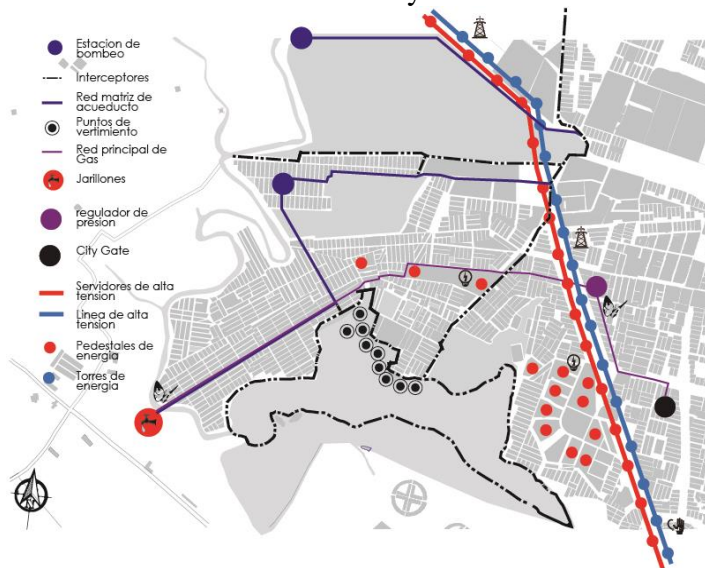 Estacion de
bombeo
Interceptores
Red matriz de
acueducto
Puntos de
vertimiento
Red principal de
Gas
Jarillones
regulador de
presion
City Gate
Servidores de alta
tension
Linea de alta
tension
Pedestales de
energia
Torres de
energia